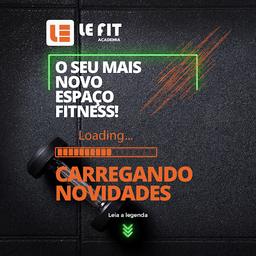 LE FIT
ACADEMIA
O SEU MAIS
NOVO
ESPAÇO
FITNESS!
Loading...
CARREGANDO
NOVIDADES
Leia a legenda